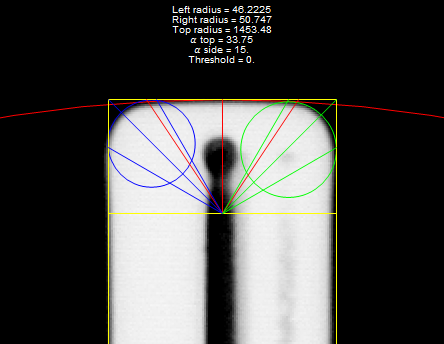 Left radius = 46.2225
Right radius = 50.747
Top radius = 1453.48
α top = 33.75
α side = 15.
Threshold = 0.